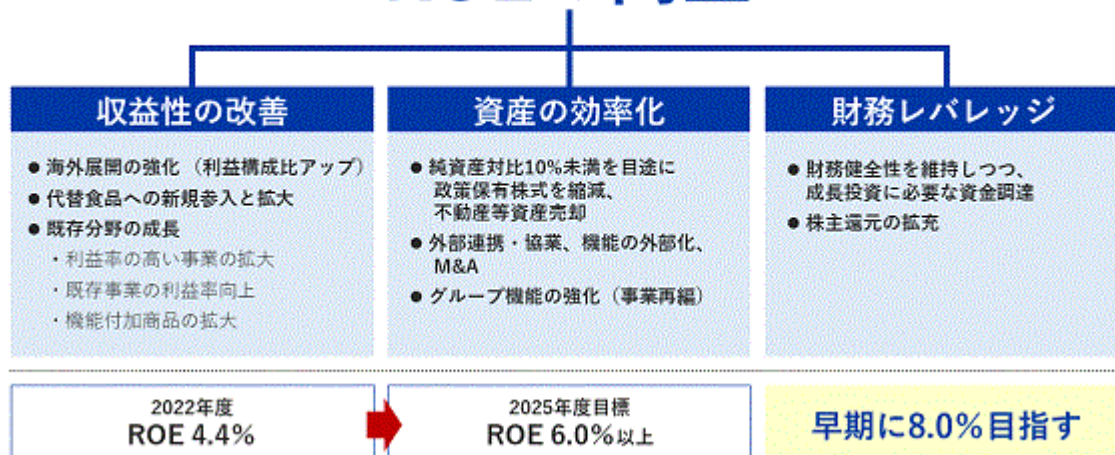 収益性の改善
● 海外展開の強化 （利益構成比アップ）
● 代替食品への新規参入と拡大
● 既存分野の成長
・利益率の高い事業の拡大
・既存事業の利益率向上
・機能付加商品の拡大
資産の効率化
● 純資産対比10%未満を目途に
政策保有株式を縮減、
不動産等資産売却
● 外部連携・協業、機能の外部化、
M&A
● グループ機能の強化（事業再編）
財務レバレッジ
● 財務健全性を維持しつつ、
成長投資に必要な資金調達
● 株主還元の拡充
2022年度
ROE 4.4%
2025年度目標
ROE 6.0%以上
早期に8.0%目指す